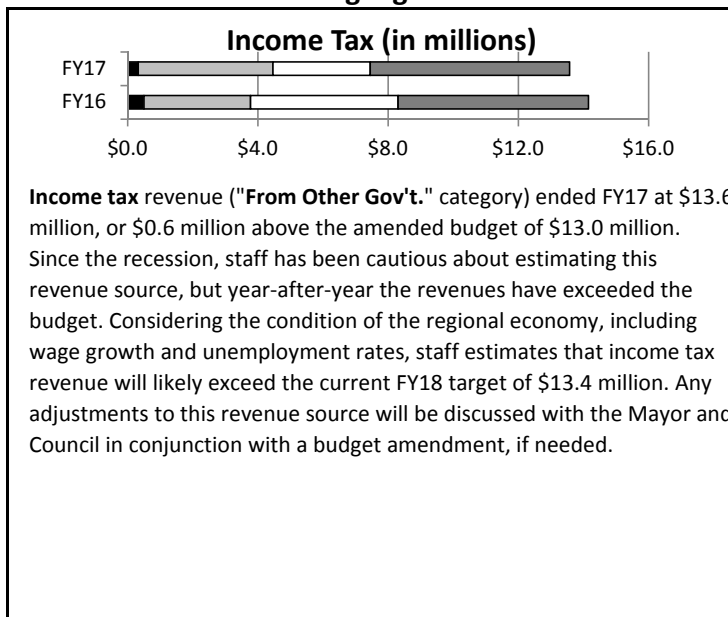 Income Tax (in millions)
FY17
FY16
$0.0 $4.0 $8.0 $12.0 $16.0
Income tax revenue ("From Other Gov't." category) ended FY17 at $13.6
million, or $0.6 million above the amended budget of $13.0 million.
Since the recession, staff has been cautious about estimating this
revenue source, but year-after-year the revenues have exceeded the
budget. Considering the condition of the regional economy, including
wage growth and unemployment rates, staff estimates that income tax
revenue will likely exceed the current FY18 target of $13.4 million. Any
adjustments to this revenue source will be discussed with the Mayor and
Council in conjunction with a budget amendment, if needed.